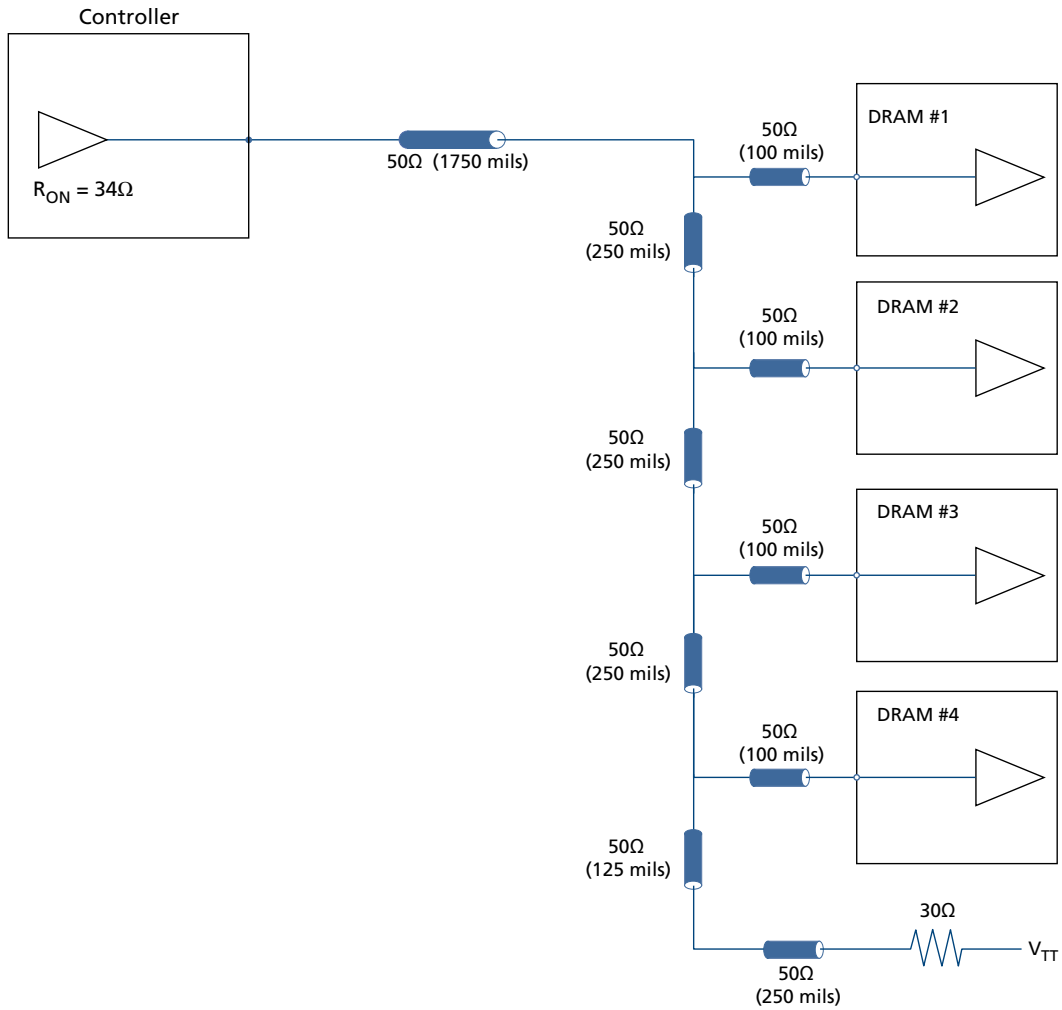 Controller
R_ON = 34Ω
50Ω (1750 mils)
50Ω
(100 mils)
DRAM #1
50Ω
(250 mils)
50Ω
(100 mils)
DRAM #2
50Ω
(250 mils)
50Ω
(100 mils)
DRAM #3
50Ω
(250 mils)
50Ω
(100 mils)
DRAM #4
50Ω
(125 mils)
30Ω
V_TT
50Ω
(250 mils)